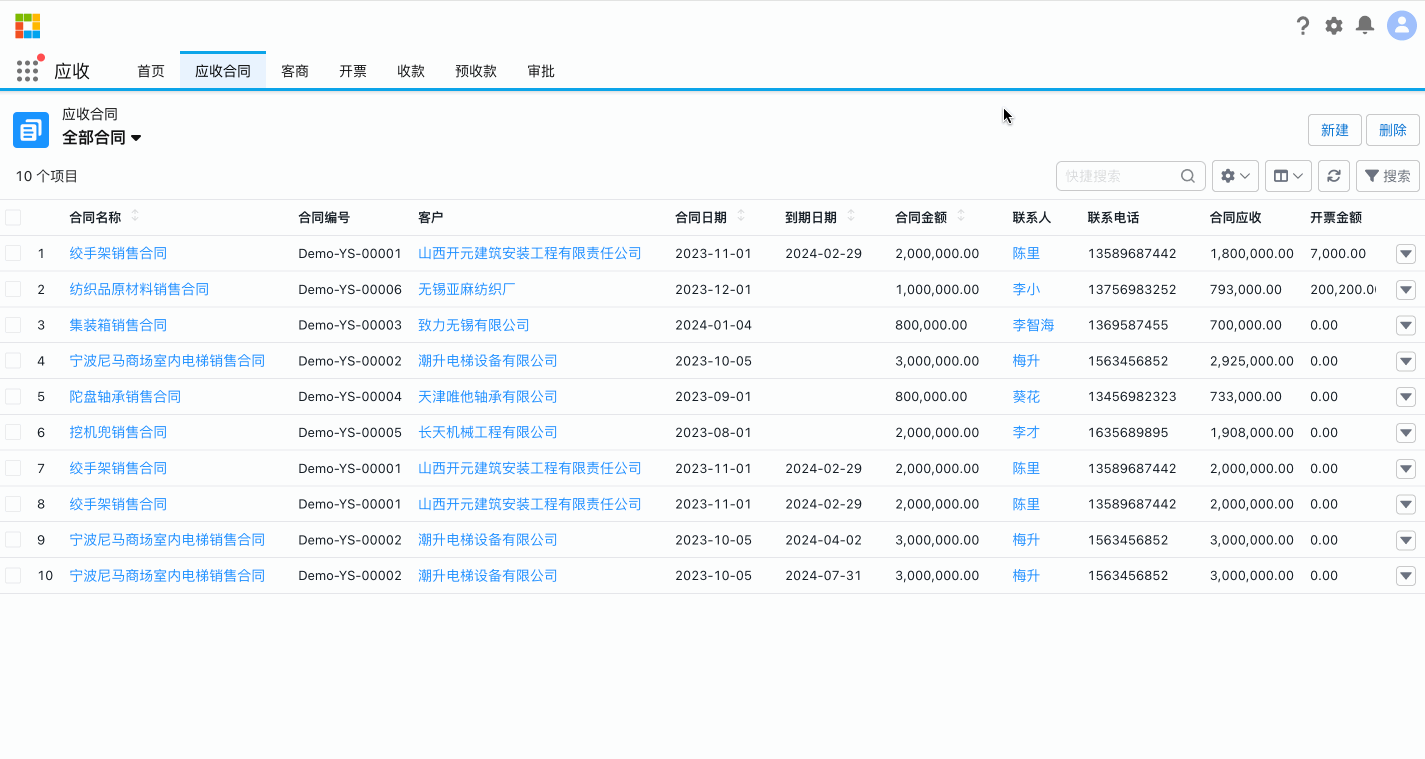 应收 首页 应收合同 客商 开票 收款 预收款 审批
应收合同
全部合同
新建 删除
10 个项目
快捷搜索 搜索
合同名称 合同编号 客户 合同日期 到期日期 合同金额 联系人 联系电话 合同应收 开票金额
1 绞手架销售合同 Demo-YS-00001 山西开元建筑安装工程有限责任公司 2023-11-01 2024-02-29 2,000,000.00 陈里 13589687442 1,800,000.00 7,000.00
2 纺织品原材料销售合同 Demo-YS-00006 无锡亚麻纺织厂 2023-12-01 1,000,000.00 李小 13756983252 793,000.00 200,200.0
3 集装箱销售合同 Demo-YS-00003 致力无锡有限公司 2024-01-04 800,000.00 李智海 1369587455 700,000.00 0.00
4 宁波尼马商场室内电梯销售合同 Demo-YS-00002 潮升电梯设备有限公司 2023-10-05 3,000,000.00 梅升 1563456852 2,925,000.00 0.00
5 陀盘轴承销售合同 Demo-YS-00004 天津唯他轴承有限公司 2023-09-01 800,000.00 葵花 13456982323 733,000.00 0.00
6 挖机兜销售合同 Demo-YS-00005 长天机械工程有限公司 2023-08-01 2,000,000.00 李才 1635689895 1,908,000.00 0.00
7 绞手架销售合同 Demo-YS-00001 山西开元建筑安装工程有限责任公司 2023-11-01 2024-02-29 2,000,000.00 陈里 13589687442 2,000,000.00 0.00
8 绞手架销售合同 Demo-YS-00001 山西开元建筑安装工程有限责任公司 2023-11-01 2024-02-29 2,000,000.00 陈里 13589687442 2,000,000.00 0.00
9 宁波尼马商场室内电梯销售合同 Demo-YS-00002 潮升电梯设备有限公司 2023-10-05 2024-04-02 3,000,000.00 梅升 1563456852 3,000,000.00 0.00
10 宁波尼马商场室内电梯销售合同 Demo-YS-00002 潮升电梯设备有限公司 2023-10-05 2024-07-31 3,000,000.00 梅升 1563456852 3,000,000.00 0.00